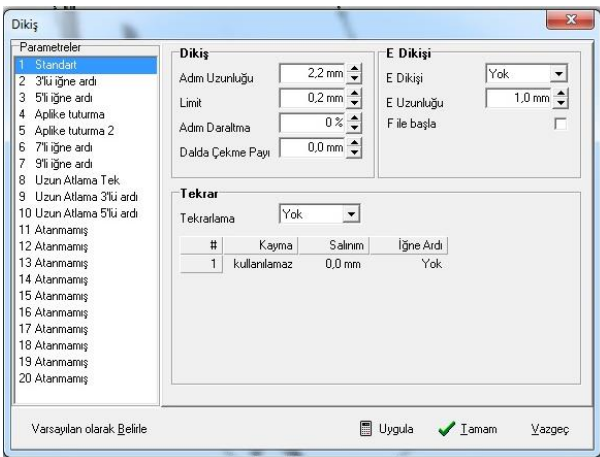 Dikiş
Parametreler
1 Standart
2 3'lü iğne ardı
3 5'li iğne ardı
4 Aplike tuturma
5 Aplike tuturma 2
6 7'li iğne ardı
7 9'li iğne ardı
8 Uzun Atlama Tek
9 Uzun Atlama 3'lü ardı
10 Uzun Atlama 5'lü ardı
11 Atanmamış
12 Atanmamış
13 Atanmamış
14 Atanmamış
15 Atanmamış
16 Atanmamış
17 Atanmamış
18 Atanmamış
19 Atanmamış
20 Atanmamış
Dikiş
Adım Uzunluğu 2,2 mm
Limit 0,2 mm
Adım Daraltma 0 %
Dalda Çekme Payı 0,0 mm
E Dikişi
E Dikişi Yok
E Uzunluğu 1,0 mm
F ile başla
Tekrar
Tekrarlama Yok
# Kayma Salınım İğne Ardı
1 kullanılamaz 0,0 mm Yok
Varsayılan olarak Belirle Uygula Tamam Vazgeç